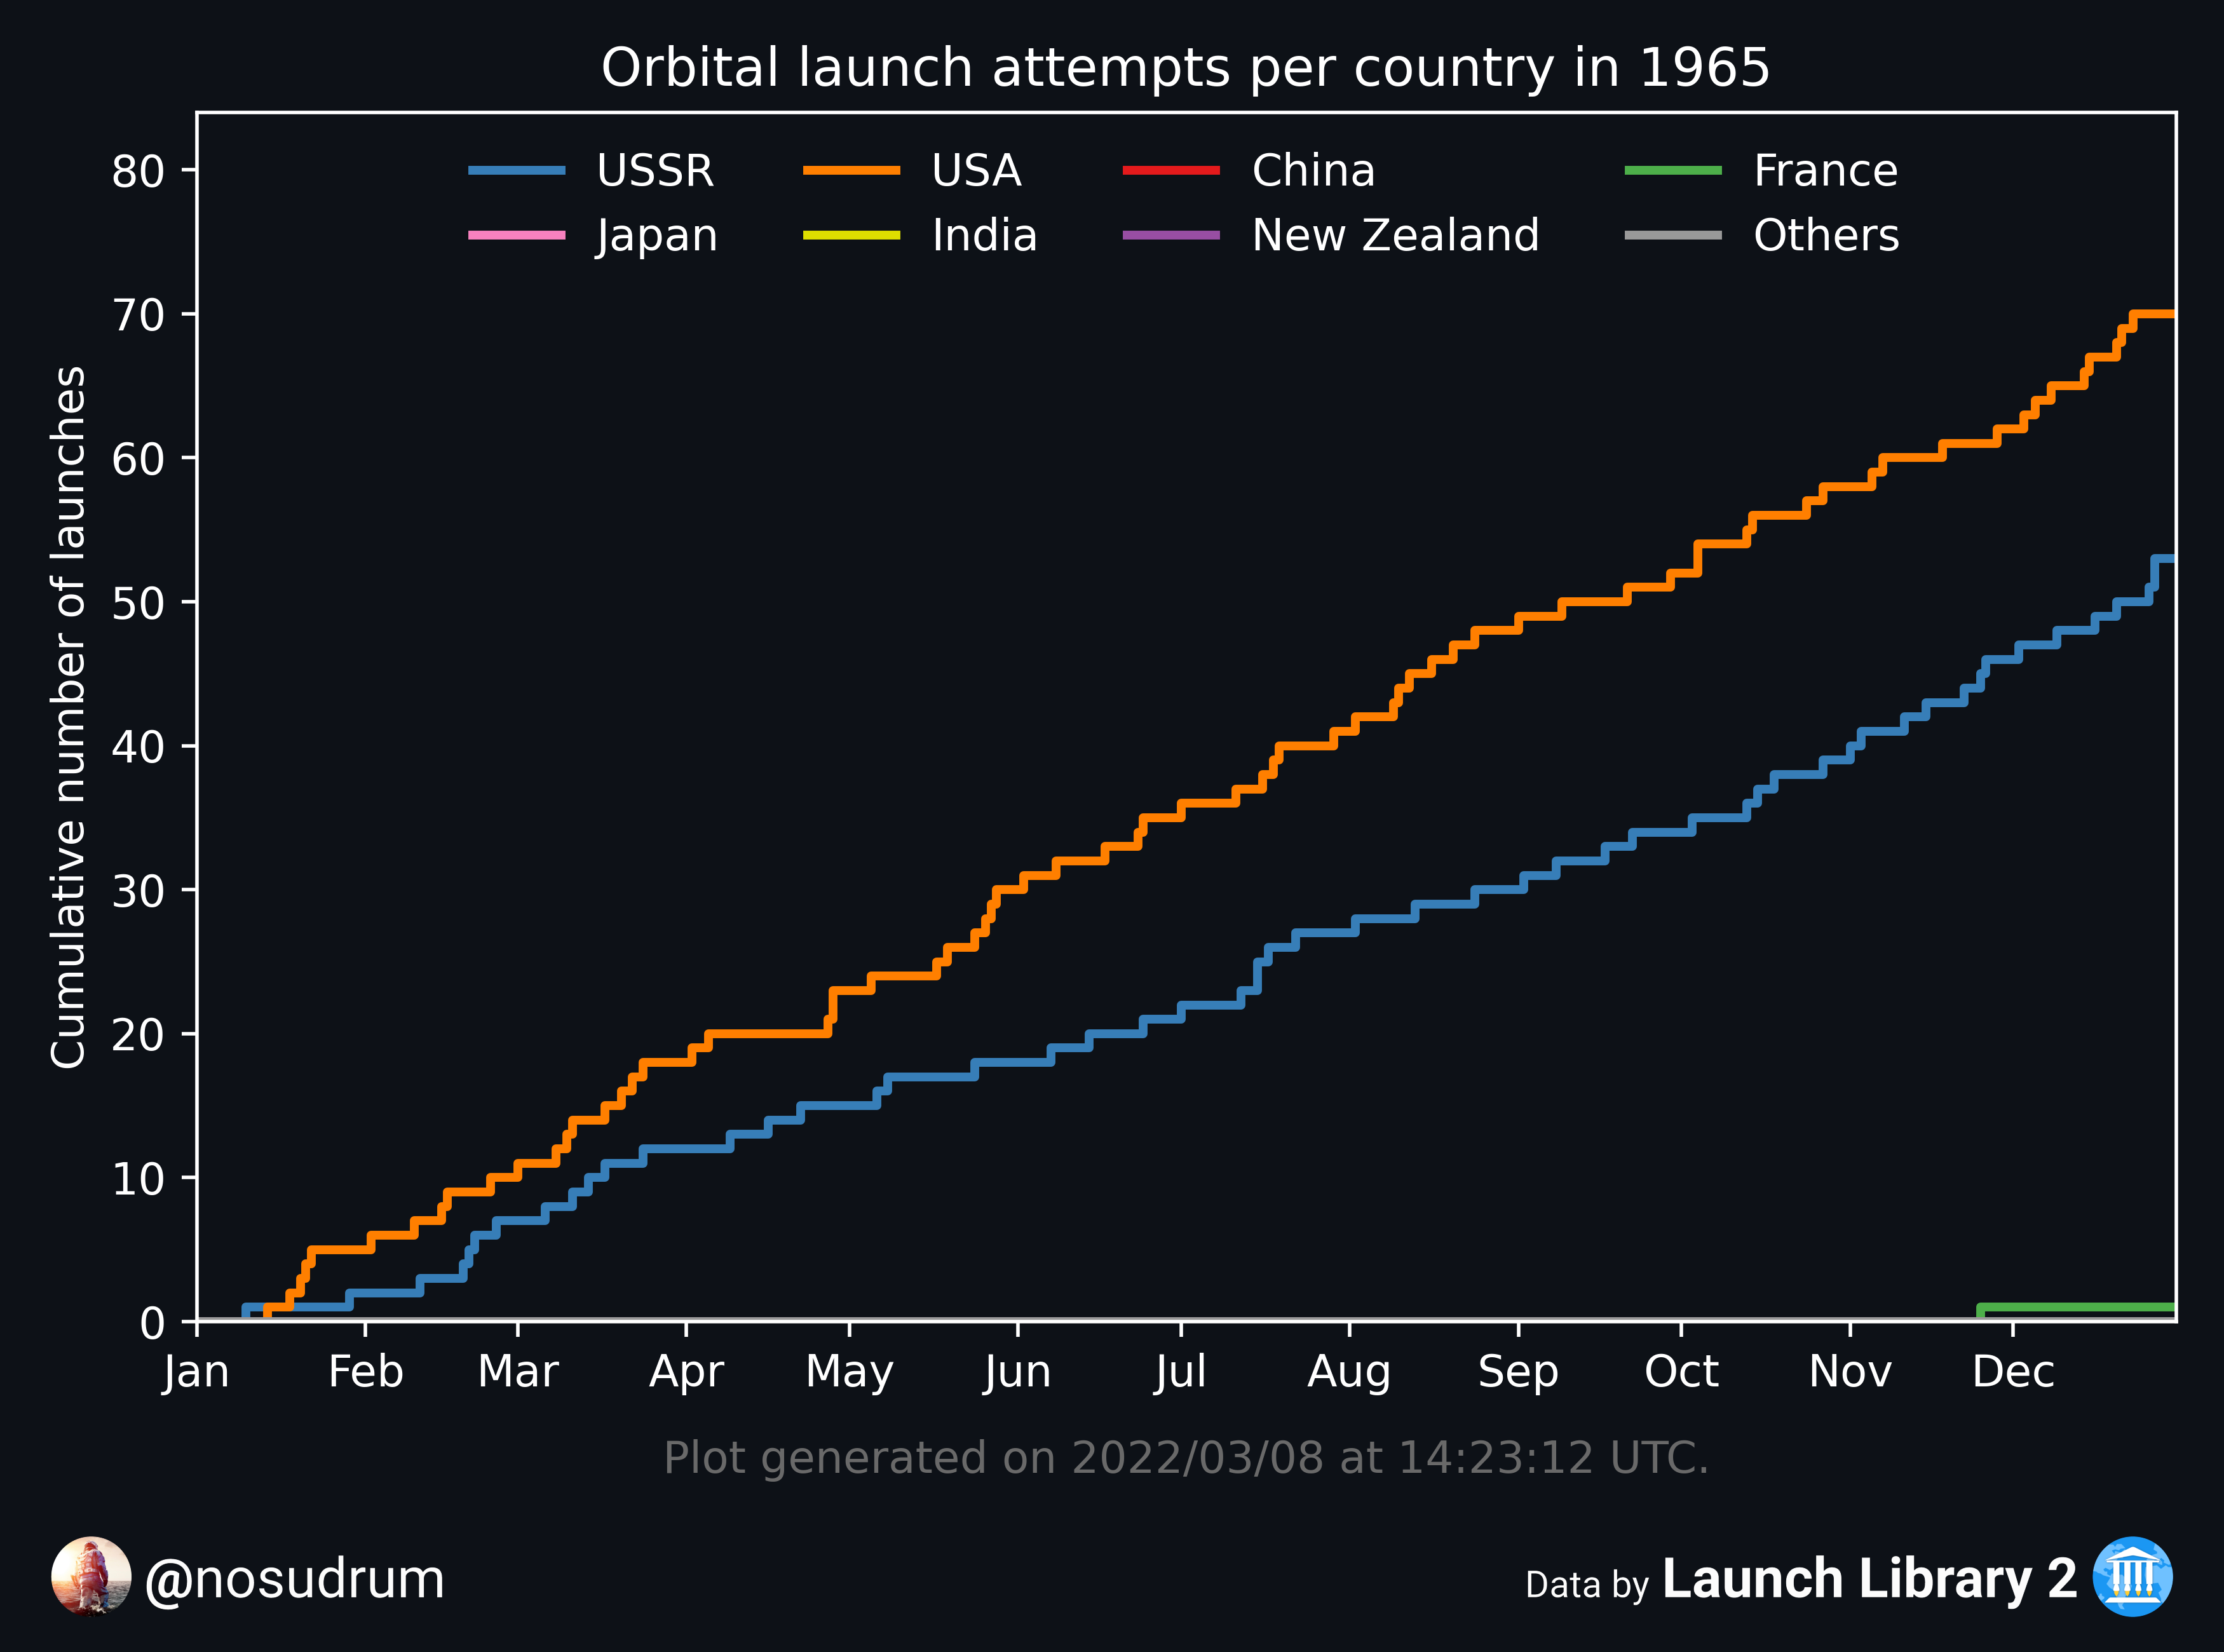 Orbital launch attempts per country in 1965
USSR USA China France
Japan India New Zealand Others
80
70
60
50
40
30
20
10
0
Cumulative number of launches
Jan Feb Mar Apr May Jun Jul Aug Sep Oct Nov Dec
Plot generated on 2022/03/08 at 14:23:12 UTC.
@nosudrum
Data by Launch Library 2